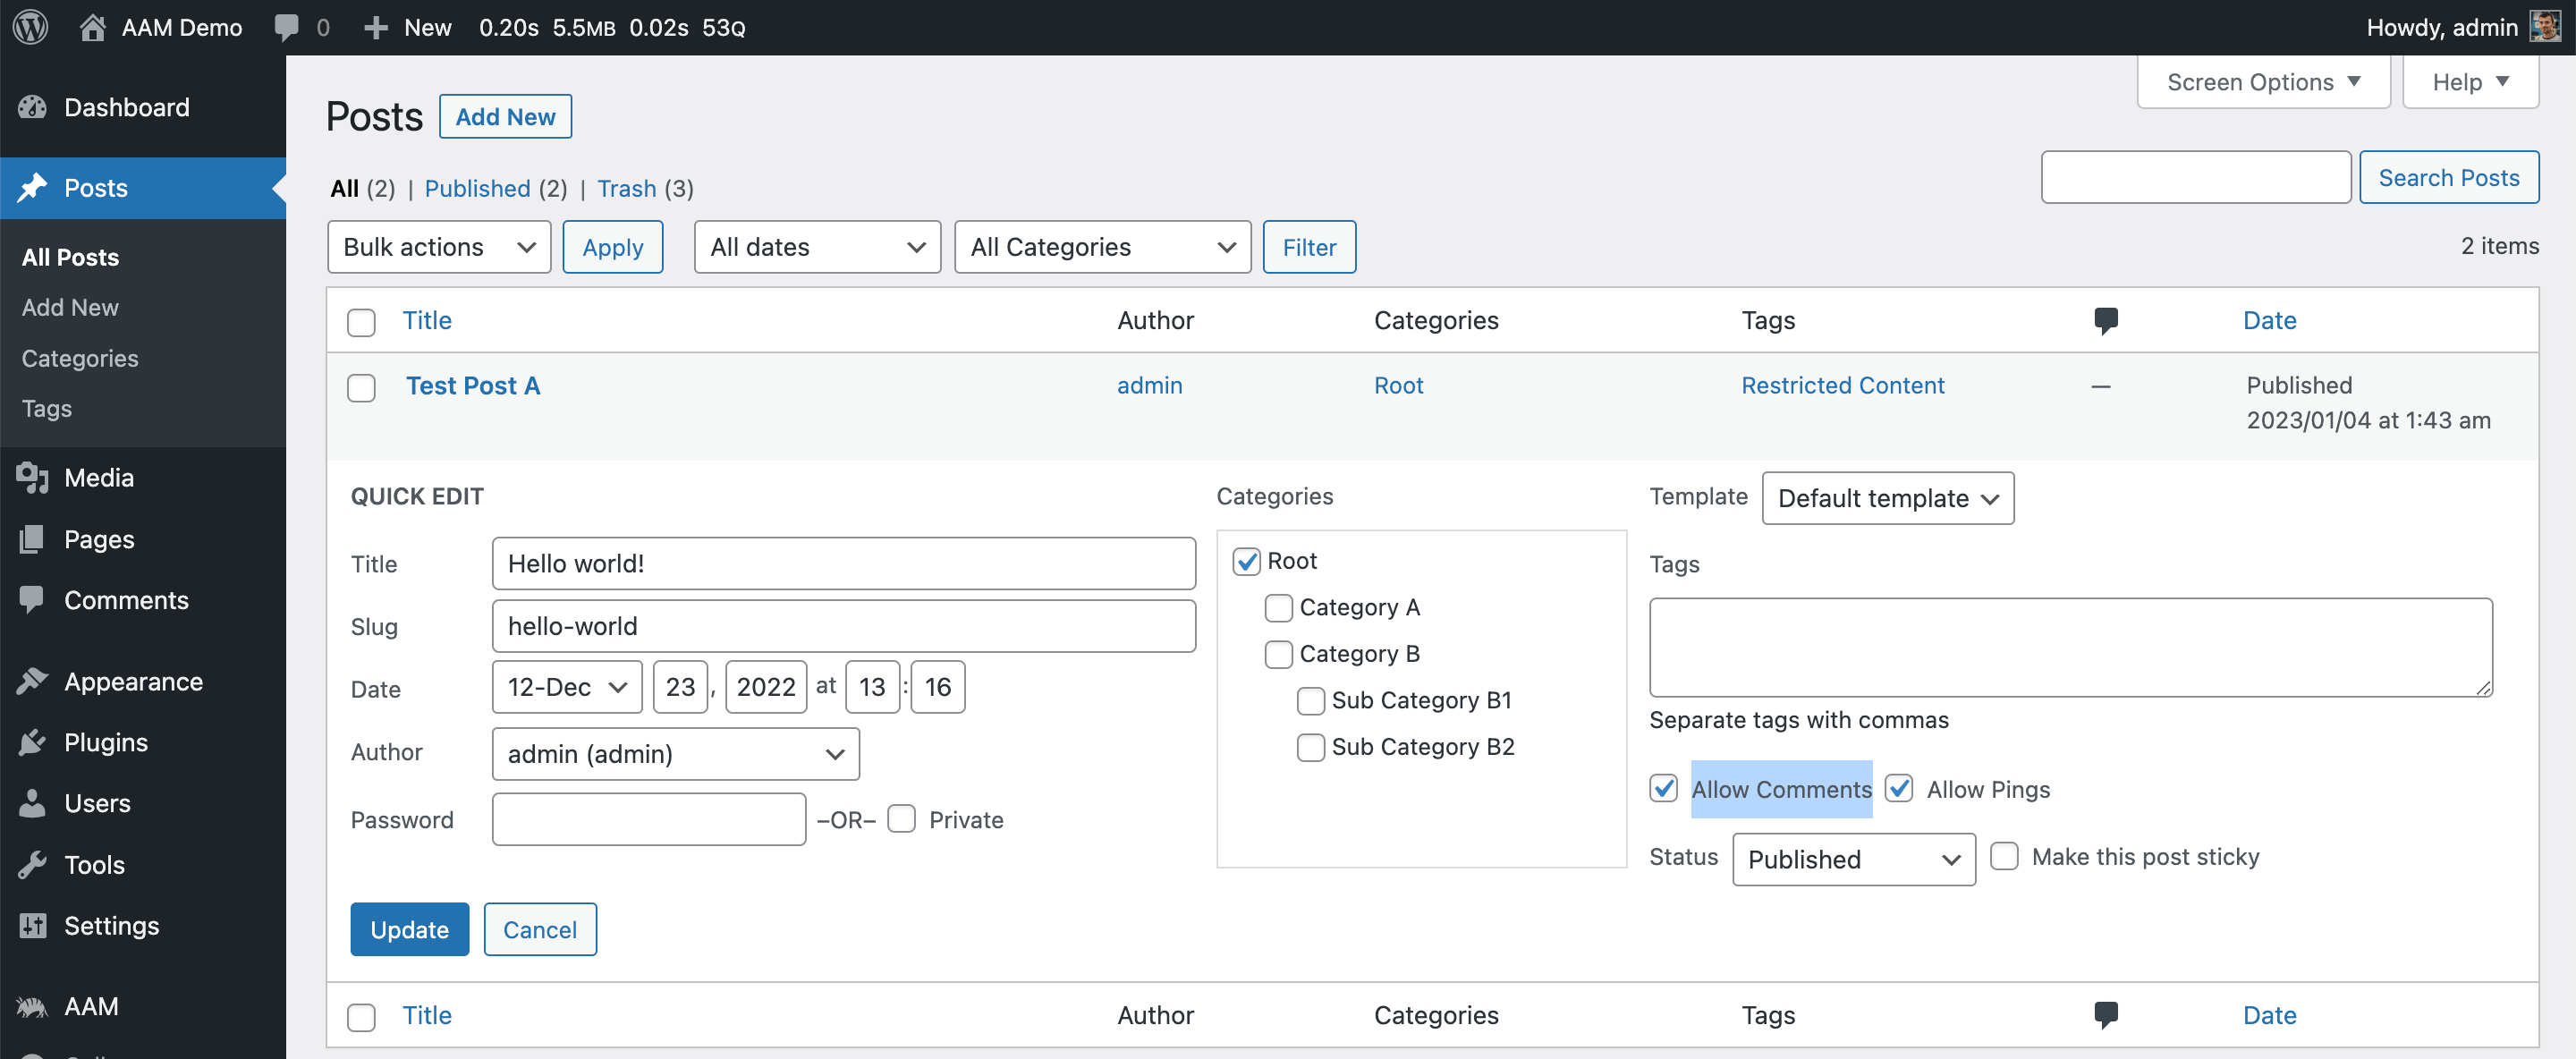 AAM Demo 0 New 0.20s 5.5MB 0.02s 53Q Howdy, admin
Dashboard
Posts
All Posts
Add New
Categories
Tags
Media
Pages
Comments
Appearance
Plugins
Users
Tools
Settings
AAM
Screen Options Help
Posts Add New
All (2) | Published (2) | Trash (3)
Search Posts
Bulk actions Apply All dates All Categories Filter
2 items
Title Author Categories Tags Date
Test Post A admin Root Restricted Content — Published
2023/01/04 at 1:43 am
QUICK EDIT
Title Hello world!
Slug hello-world
Date 12-Dec 23 , 2022 at 13 : 16
Author admin (admin)
Password –OR– Private
Categories
Root
Category A
Category B
Sub Category B1
Sub Category B2
Template Default template
Tags
Separate tags with commas
Allow Comments Allow Pings
Status Published Make this post sticky
Update Cancel
Title Author Categories Tags Date